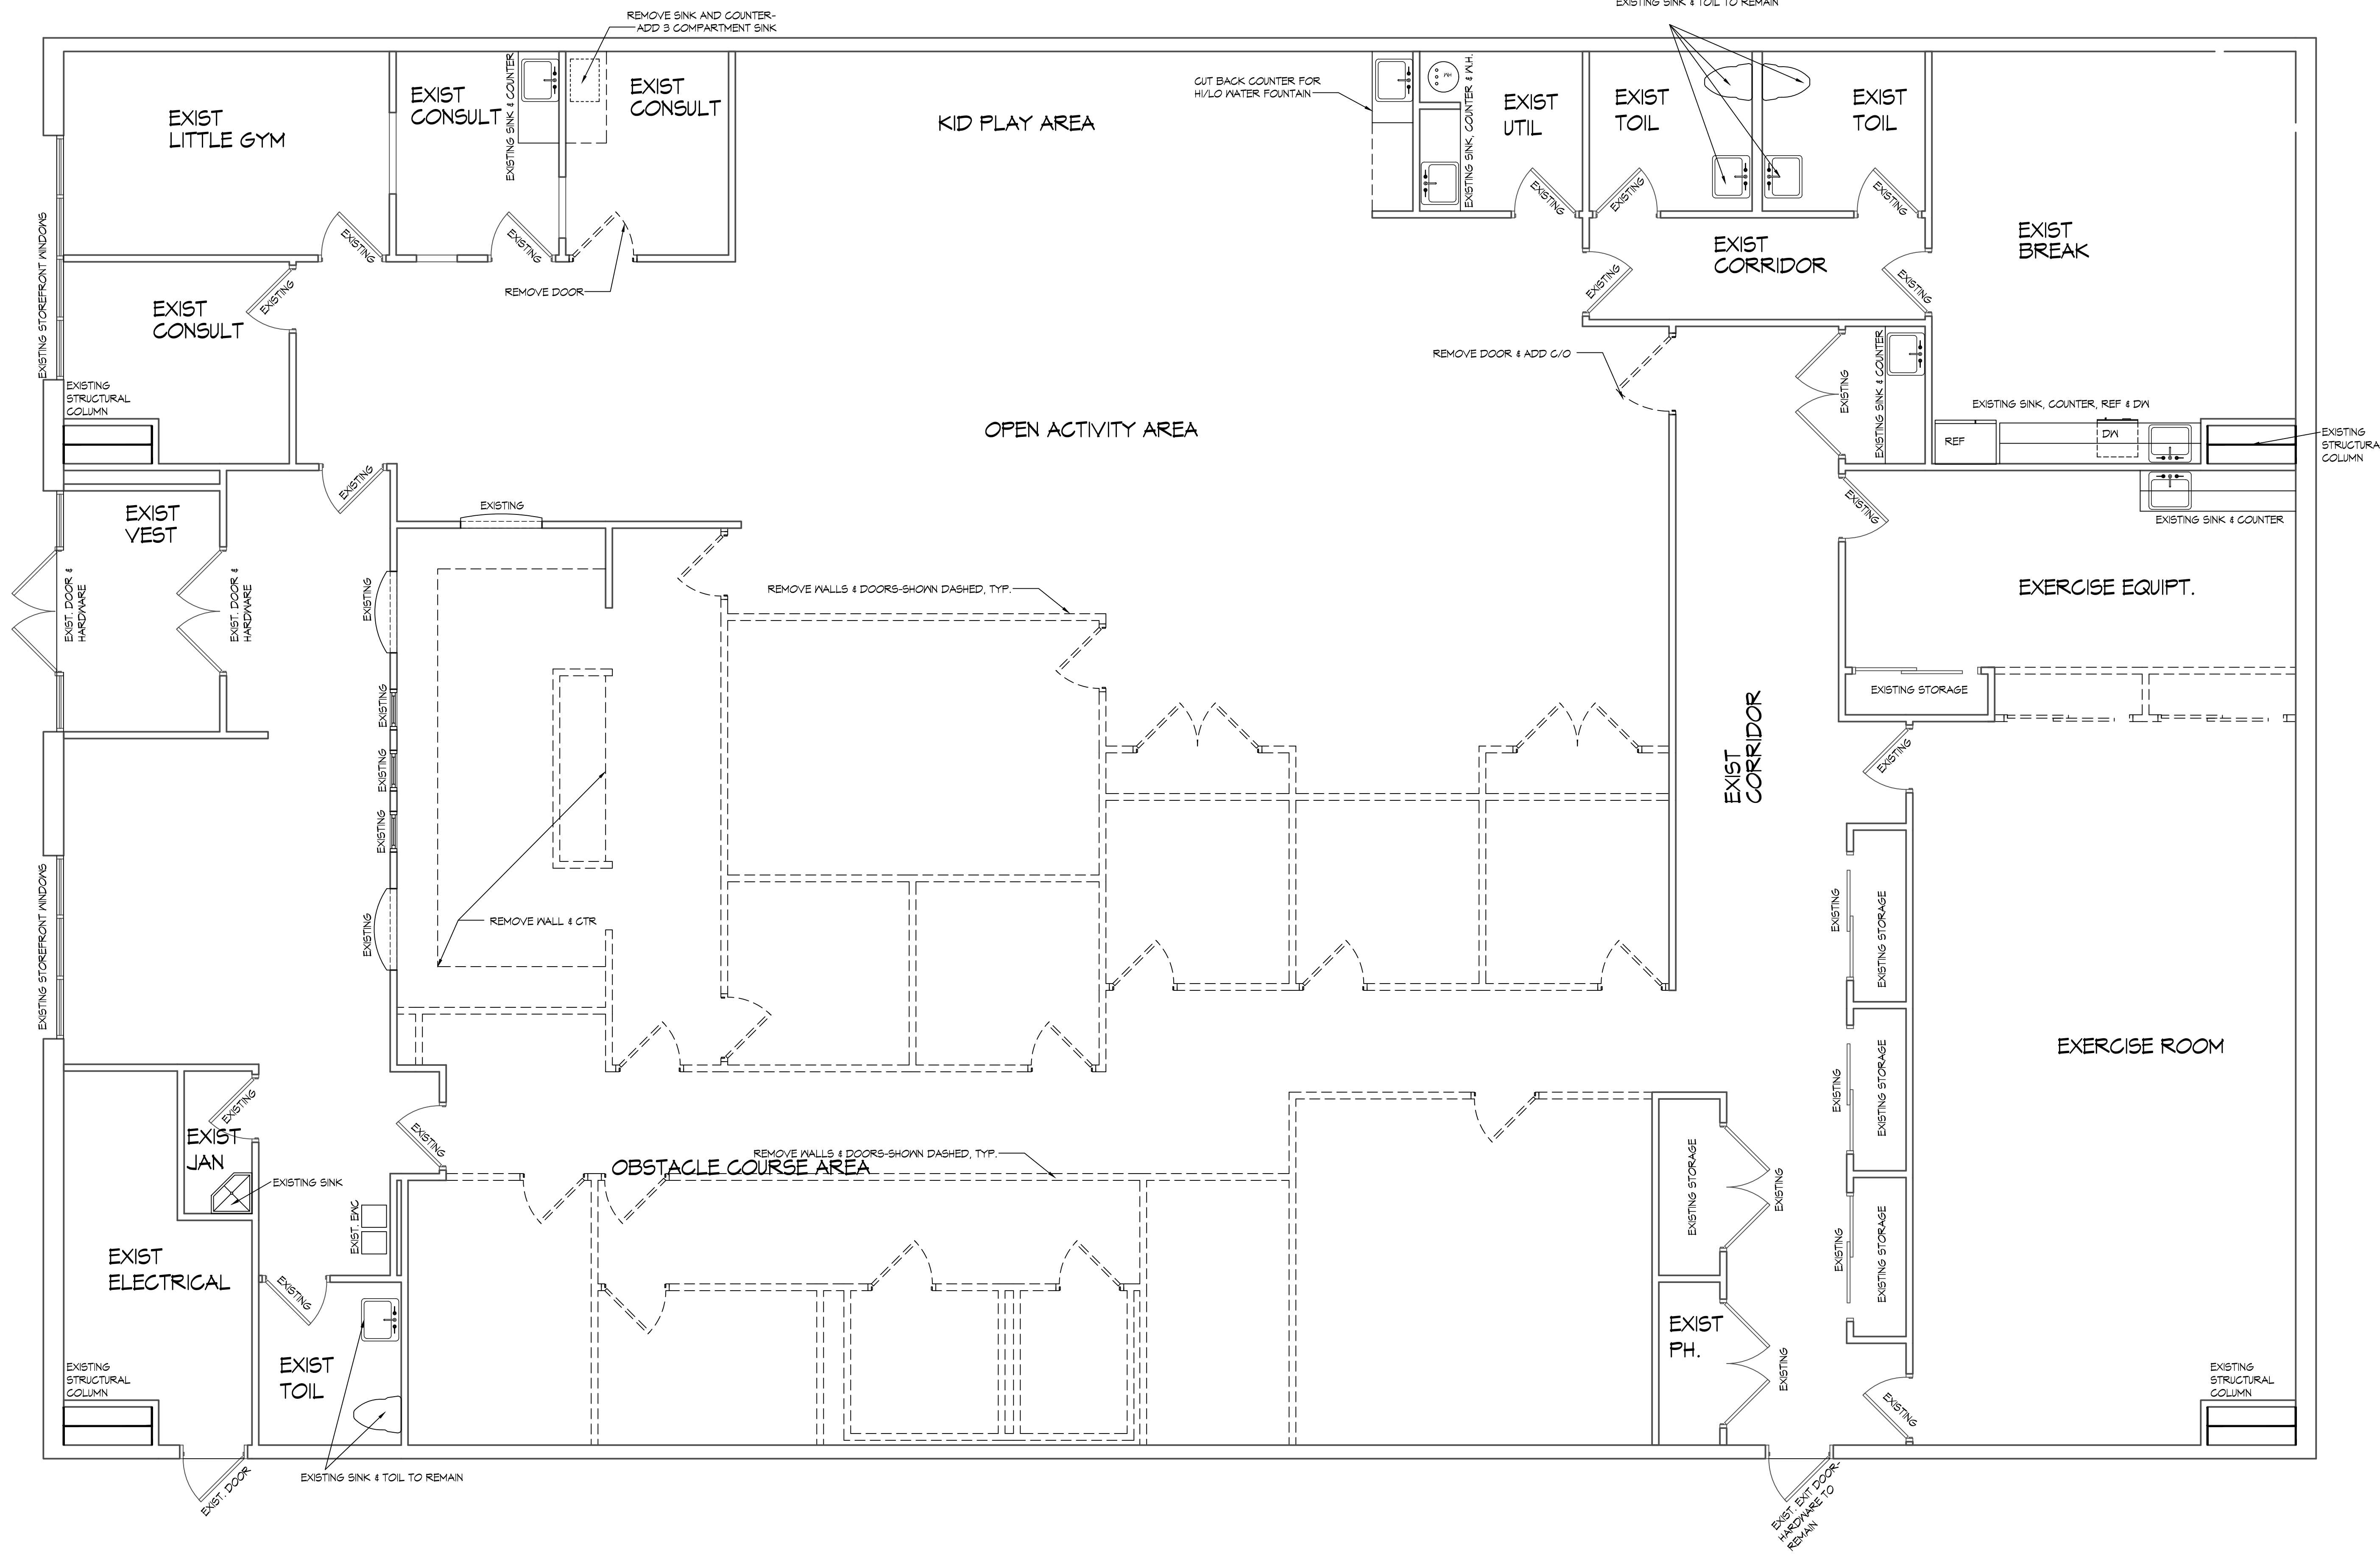 REMOVE SINK AND COUNTER-
ADD 3 COMPARTMENT SINK
EXISTING SINK & TOIL TO REMAIN
EXIST
LITTLE GYM
EXIST
CONSULT
EXISTING SINK & COUNTER
EXIST
CONSULT
KID PLAY AREA
CUT BACK COUNTER FOR
HI/LO WATER FOUNTAIN
WH
EXISTING SINK, COUNTER & W.H.
EXIST
UTIL
EXIST
TOIL
EXIST
TOIL
EXISTING
EXISTING
EXISTING
EXISTING
EXISTING
EXISTING STOREFRONT WINDOWS
EXIST
CONSULT
EXISTING
REMOVE DOOR
EXIST
CORRIDOR
EXISTING
EXISTING
EXIST
BREAK
REMOVE DOOR & ADD C/O
EXISTING
EXISTING SINK & COUNTER
EXISTING SINK, COUNTER, REF & DW
REF
DW
EXISTING
STRUCTURA
COLUMN
EXISTING
STRUCTURAL
COLUMN
OPEN ACTIVITY AREA
EXISTING
EXISTING
EXISTING
EXISTING SINK & COUNTER
EXIST
VEST
EXIST. DOOR &
HARDWARE
EXIST. DOOR &
HARDWARE
EXISTING
REMOVE WALLS & DOORS-SHOWN DASHED, TYP.
EXERCISE EQUIPT.
EXISTING STORAGE
EXISTING
EXISTING
EXISTING
EXISTING
EXIST
CORRIDOR
EXISTING
REMOVE WALL & CTR
EXISTING STOREFRONT WINDOWS
EXISTING
EXISTING STORAGE
EXISTING
EXISTING STORAGE
EXERCISE ROOM
EXISTING
EXIST
JAN
EXISTING
EXISTING SINK
REMOVE WALLS & DOORS-SHOWN DASHED, TYP.
OBSTACLE COURSE AREA
EXISTING STORAGE
EXISTING
EXISTING
EXISTING STORAGE
EXIST. EWC
EXIST
ELECTRICAL
EXISTING
EXIST
TOIL
EXIST
PH.
EXISTING
EXISTING
EXISTING
STRUCTURAL
COLUMN
EXISTING
STRUCTURAL
COLUMN
EXISTING SINK & TOIL TO REMAIN
EXIST. DOOR
EXIST. EXIT DOOR-
HARDWARE TO
REMAIN